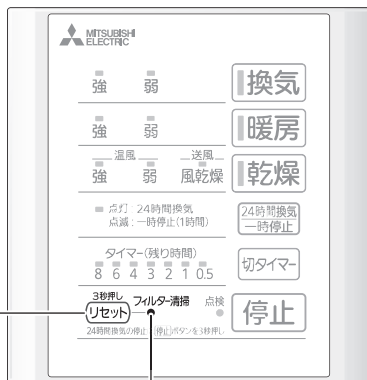 MITSUBISHI
ELECTRIC
強 弱 換気
強 弱 暖房
温風 送風
強 弱 風乾燥 乾燥
点灯:24時間換気
点滅:一時停止(1時間)
24時間換気
一時停止
タイマー(残り時間)
8 6 4 3 2 1 0.5
切タイマー
3秒押し
リセット フィルター清掃 点検
停止
24時間換気の停止:停止ボタンを3秒押し